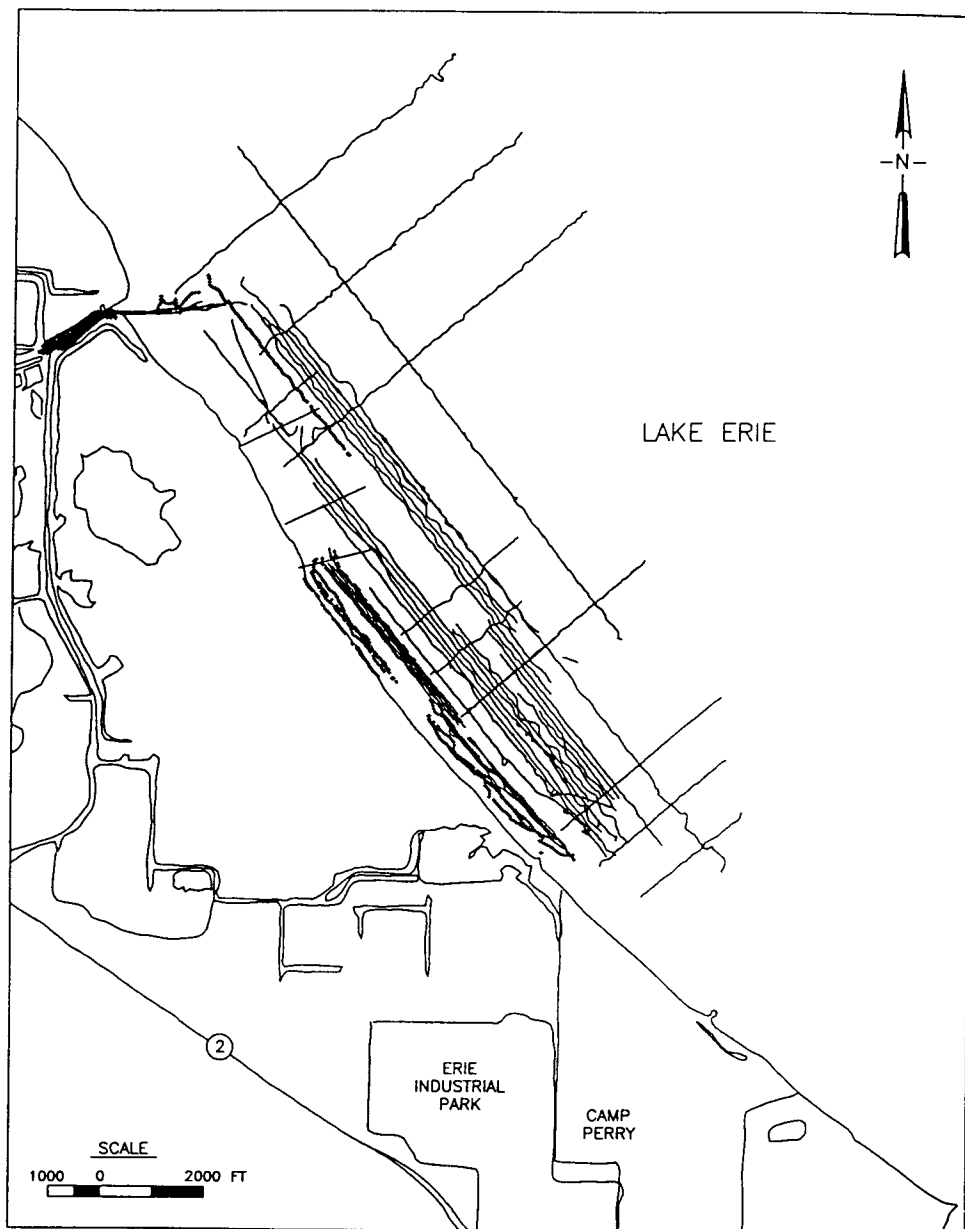 -N-
LAKE ERIE
2
ERIE
INDUSTRIAL
PARK
CAMP
PERRY
SCALE
1000 0 2000 FT